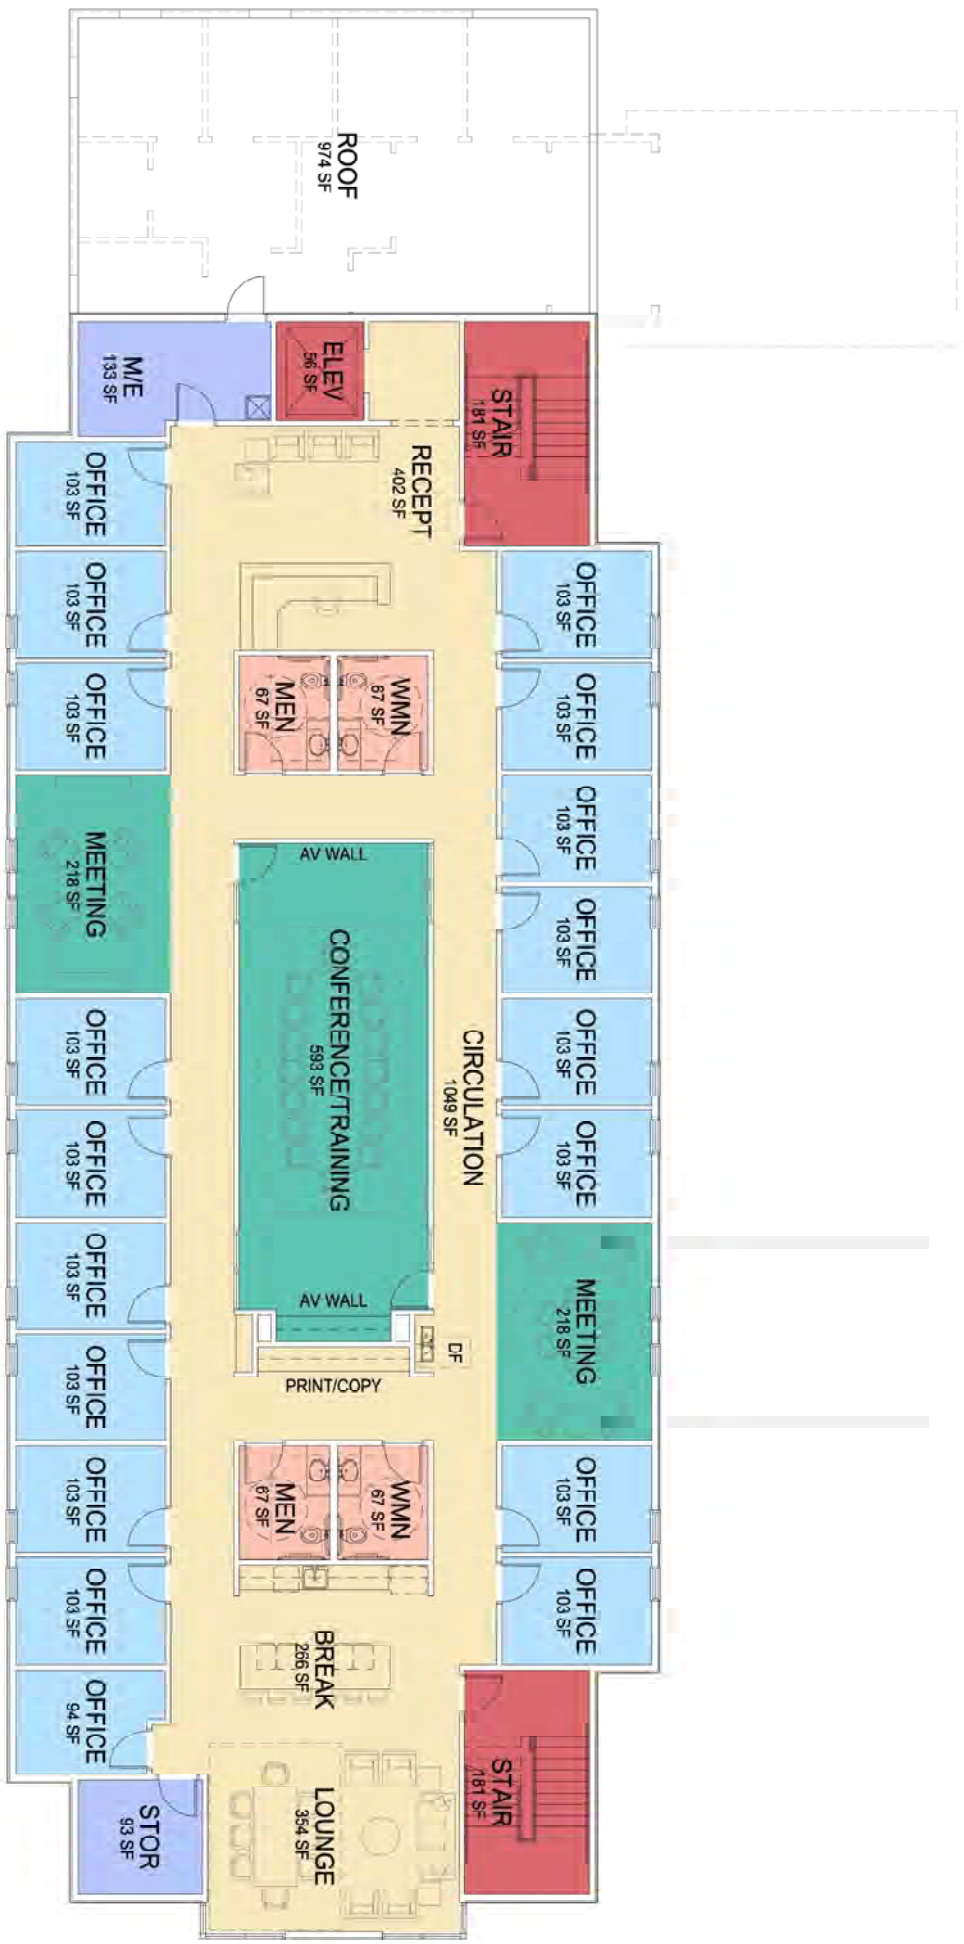 ROOF
974 SF
M/E
133 SF
ELEV
56 SF
STAIR
181 SF
RECEPT
402 SF
OFFICE
103 SF
OFFICE
103 SF
OFFICE
103 SF
OFFICE
103 SF
OFFICE
103 SF
MEN
67 SF
WMN
67 SF
OFFICE
103 SF
OFFICE
103 SF
MEETING
218 SF
AV WALL
CONFERENCE/TRAINING
593 SF
CIRCULATION
1049 SF
OFFICE
103 SF
OFFICE
103 SF
OFFICE
103 SF
OFFICE
103 SF
OFFICE
103 SF
AV WALL
DF
MEETING
218 SF
OFFICE
103 SF
PRINT/COPY
OFFICE
103 SF
MEN
67 SF
WMN
67 SF
OFFICE
103 SF
OFFICE
103 SF
OFFICE
103 SF
BREAK
266 SF
OFFICE
94 SF
STAIR
181 SF
LOUNGE
354 SF
STOR
93 SF